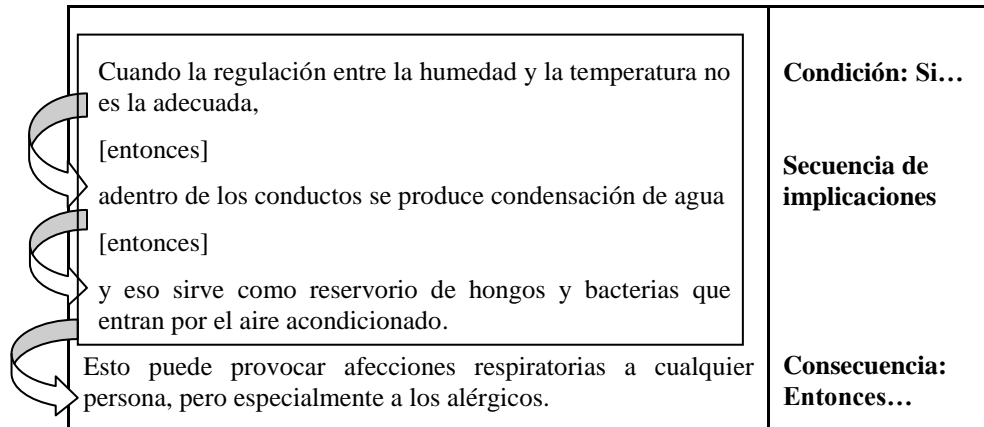 Cuando la regulación entre la humedad y la temperatura no
es la adecuada,
[entonces]
adentro de los conductos se produce condensación de agua
[entonces]
y eso sirve como reservorio de hongos y bacterias que
entran por el aire acondicionado.
Esto puede provocar afecciones respiratorias a cualquier
persona, pero especialmente a los alérgicos.
Condición: Si…
Secuencia de
implicaciones
Consecuencia:
Entonces…